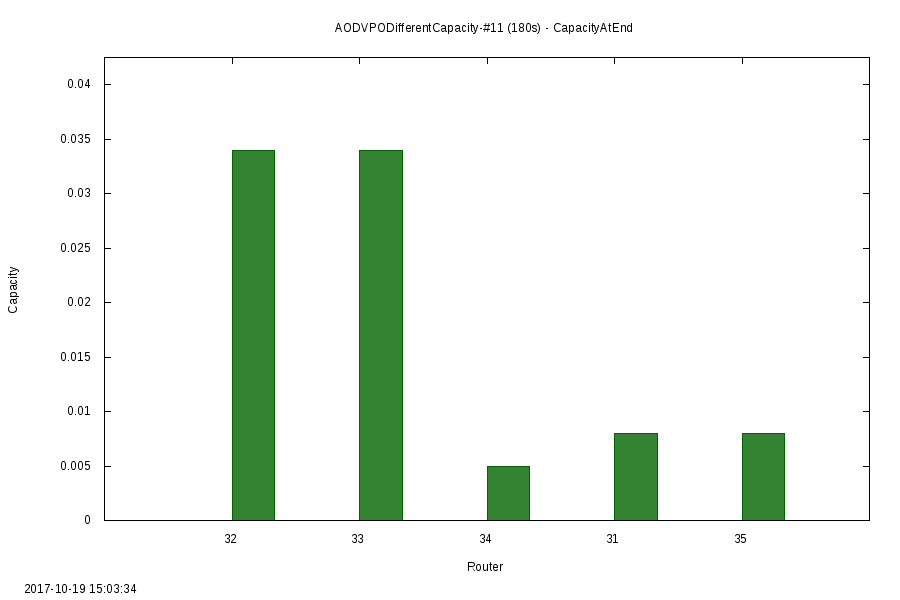 AODVPODifferentCapacity-#11 (180s) - CapacityAtEnd
0.04
0.035
0.03
0.025
0.02
0.015
0.01
0.005
0
Capacity
32 33 34 31 35
Router
2017-10-19 15:03:34